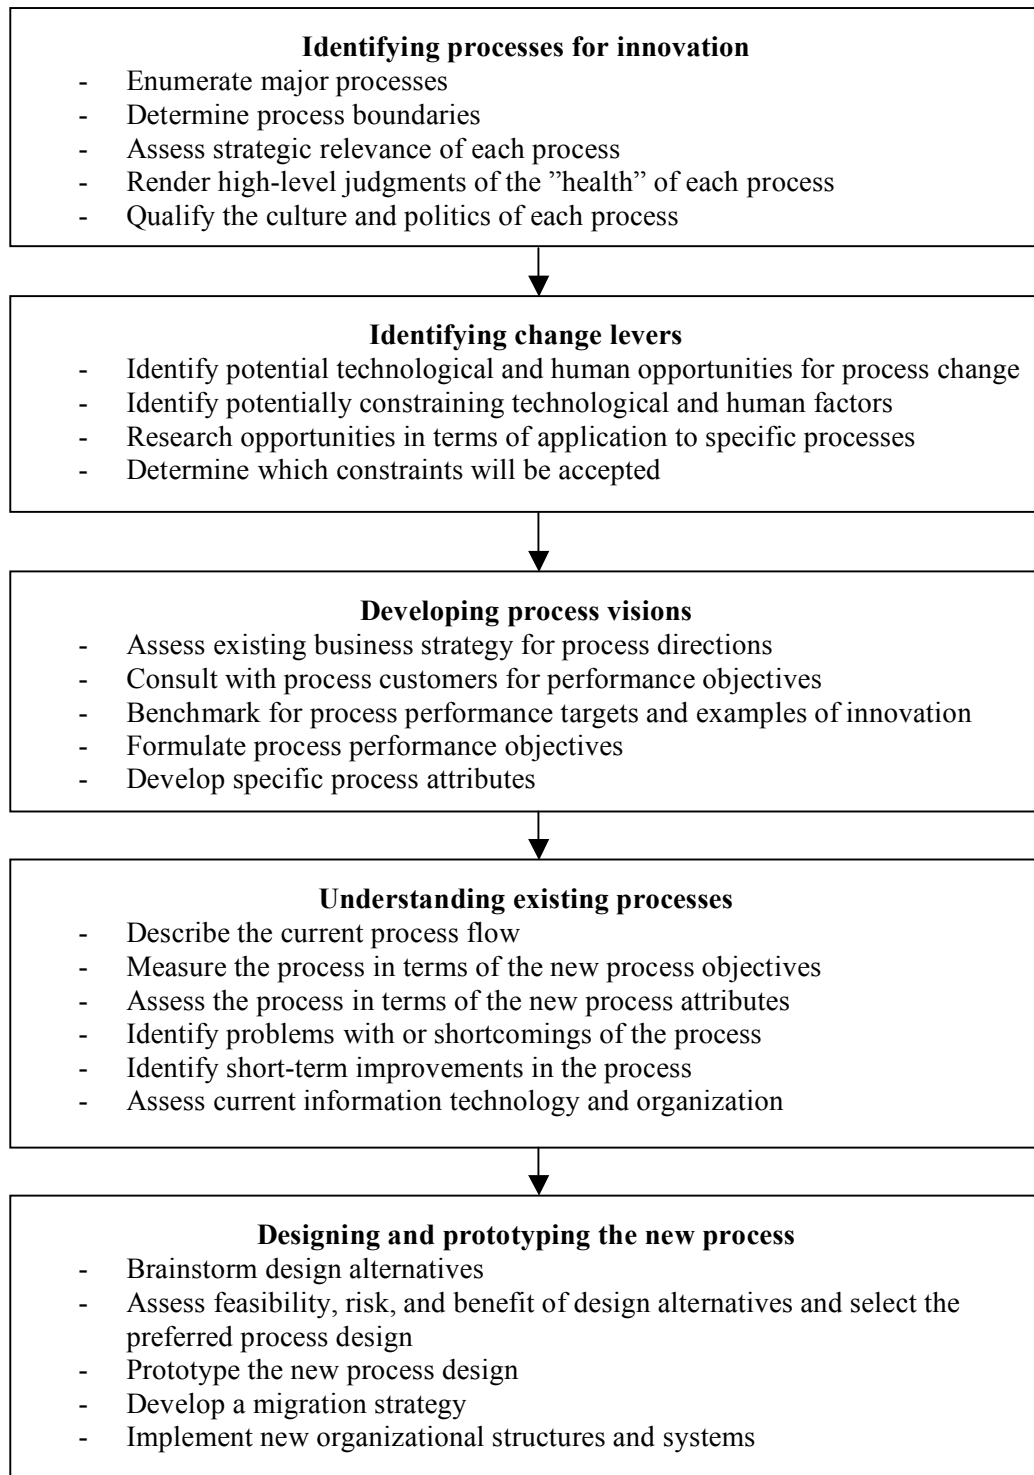 Identifying processes for innovation
- Enumerate major processes
- Determine process boundaries
- Assess strategic relevance of each process
- Render high-level judgments of the ”health” of each process
- Qualify the culture and politics of each process
Identifying change levers
- Identify potential technological and human opportunities for process change
- Identify potentially constraining technological and human factors
- Research opportunities in terms of application to specific processes
- Determine which constraints will be accepted
Developing process visions
- Assess existing business strategy for process directions
- Consult with process customers for performance objectives
- Benchmark for process performance targets and examples of innovation
- Formulate process performance objectives
- Develop specific process attributes
Understanding existing processes
- Describe the current process flow
- Measure the process in terms of the new process objectives
- Assess the process in terms of the new process attributes
- Identify problems with or shortcomings of the process
- Identify short-term improvements in the process
- Assess current information technology and organization
Designing and prototyping the new process
- Brainstorm design alternatives
- Assess feasibility, risk, and benefit of design alternatives and select the
preferred process design
- Prototype the new process design
- Develop a migration strategy
- Implement new organizational structures and systems